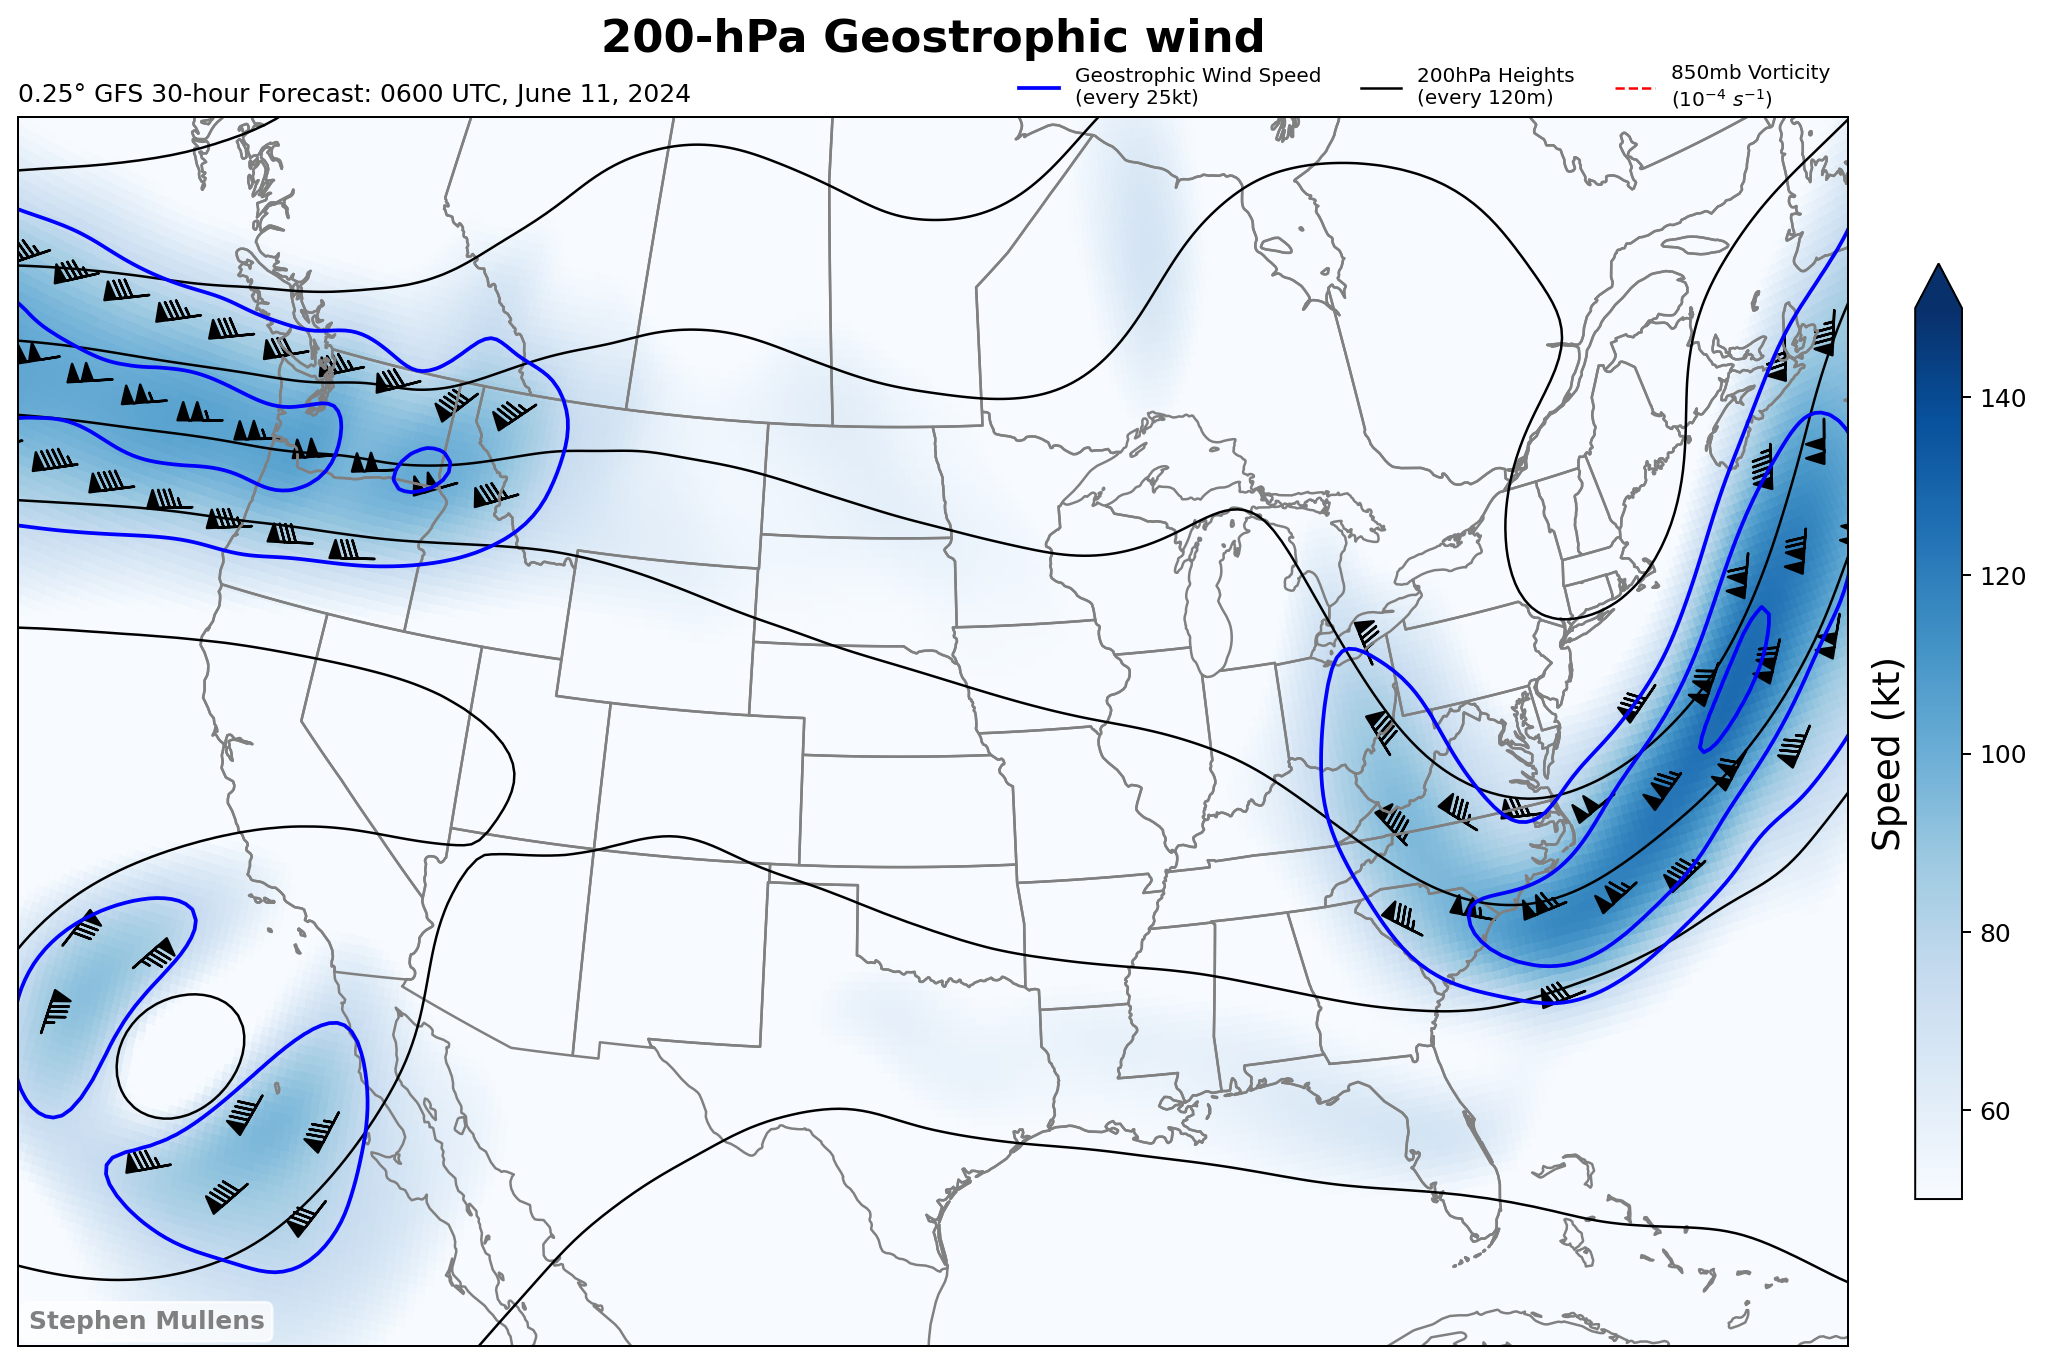 200-hPa Geostrophic wind
0.25° GFS 30-hour Forecast: 0600 UTC, June 11, 2024
Geostrophic Wind Speed
(every 25kt)
200hPa Heights
(every 120m)
850mb Vorticity
(10⁻⁴ s⁻¹)
140
120
100
80
60
Speed (kt)
Stephen Mullens